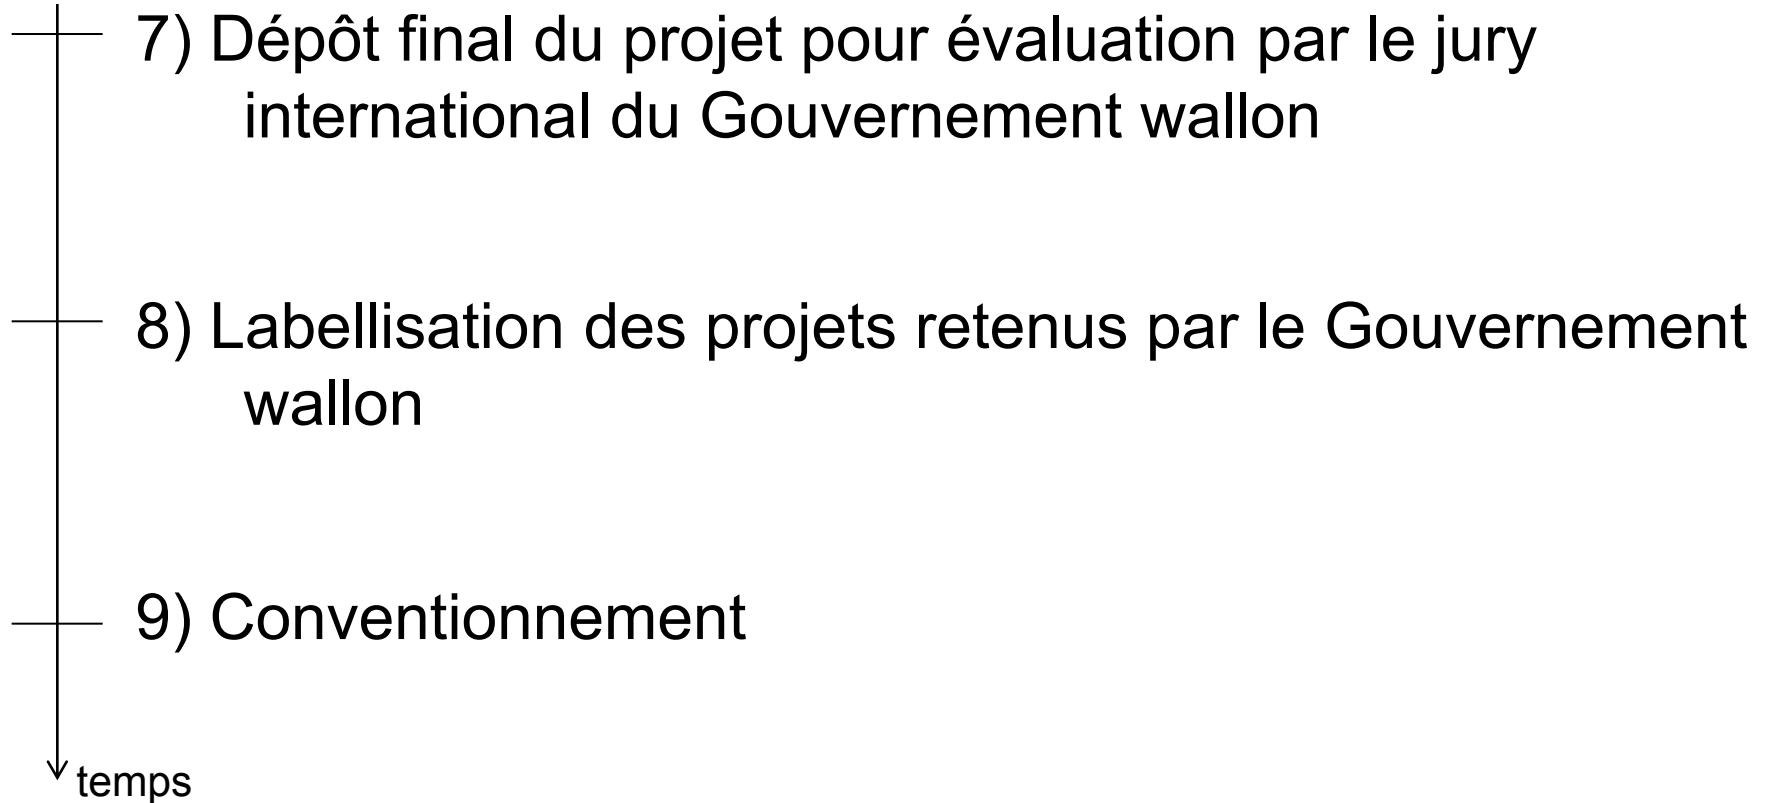 7) Dépôt final du projet pour évaluation par le jury
international du Gouvernement wallon
8) Labellisation des projets retenus par le Gouvernement
wallon
9) Conventionnement
temps